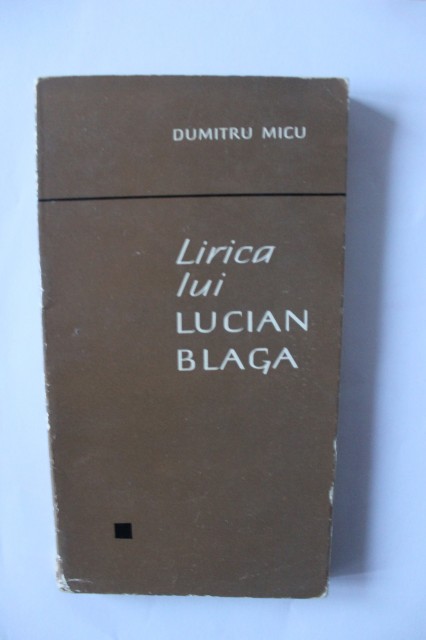 DUMITRU MICU
Lirica
lui
LUCIAN
BLAGA